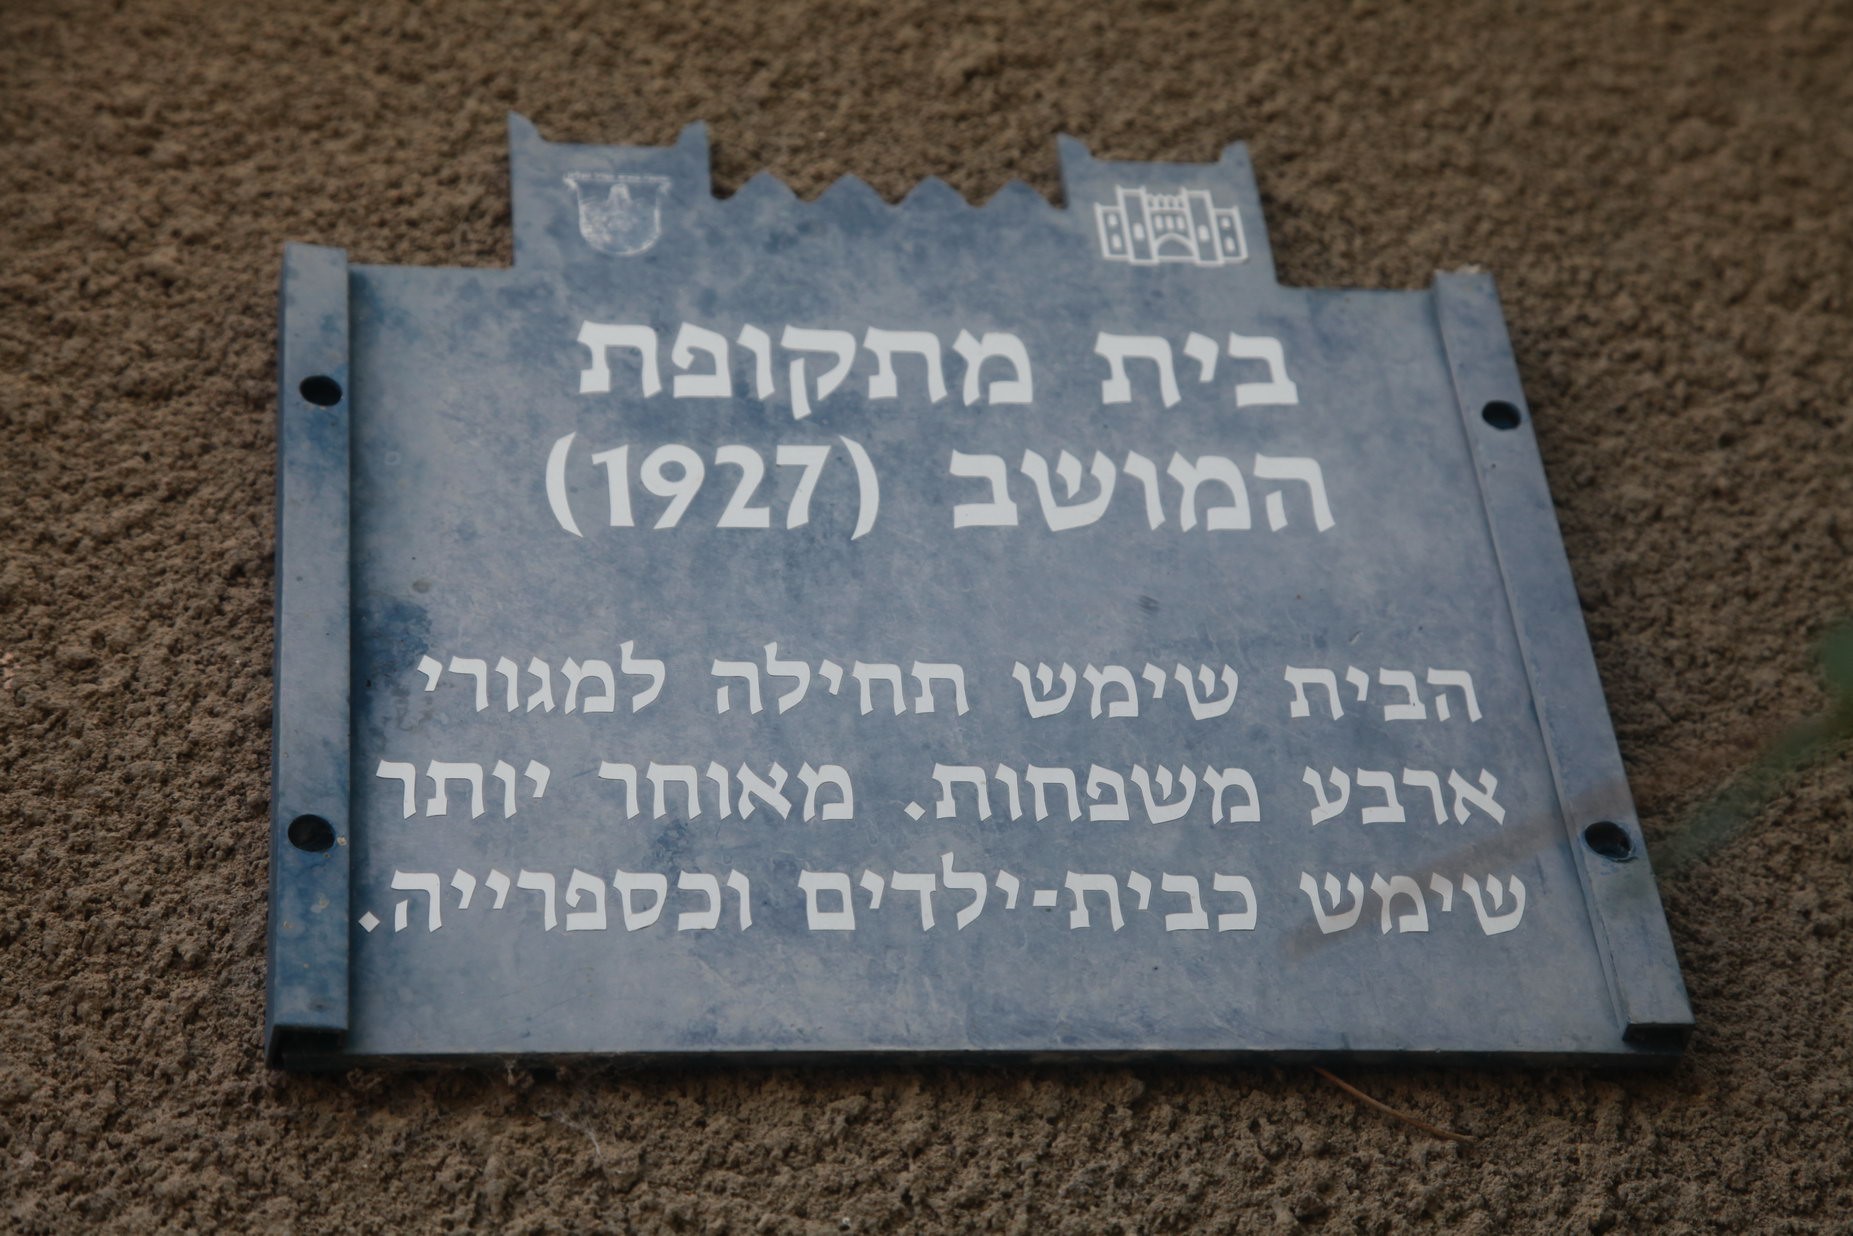 בית מתקופת
המושב (1927)
הבית שימש תחילה למגורי
ארבע משפחות. מאוחר יותר
שימש כבית-ילדים וכספרייה.